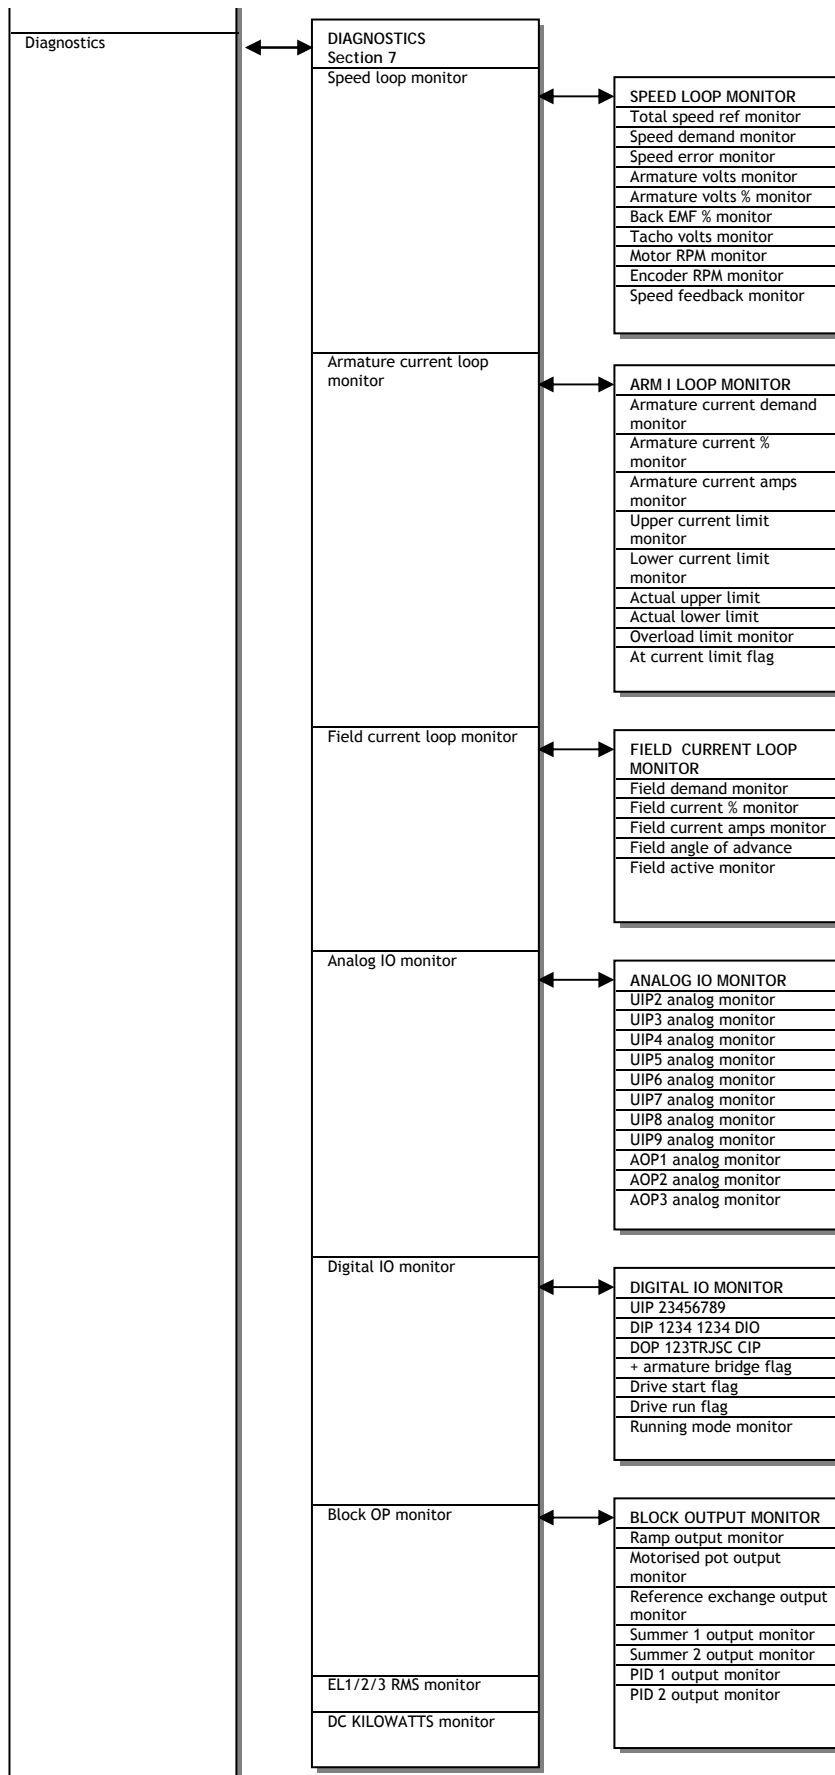 Diagnostics
DIAGNOSTICS
Section 7
Speed loop monitor
SPEED LOOP MONITOR
Total speed ref monitor
Speed demand monitor
Speed error monitor
Armature volts monitor
Armature volts % monitor
Back EMF % monitor
Tacho volts monitor
Motor RPM monitor
Encoder RPM monitor
Speed feedback monitor
Armature current loop
monitor
ARM I LOOP MONITOR
Armature current demand
monitor
Armature current %
monitor
Armature current amps
monitor
Upper current limit
monitor
Lower current limit
monitor
Actual upper limit
Actual lower limit
Overload limit monitor
At current limit flag
Field current loop monitor
FIELD CURRENT LOOP
MONITOR
Field demand monitor
Field current % monitor
Field current amps monitor
Field angle of advance
Field active monitor
Analog IO monitor
ANALOG IO MONITOR
UIP2 analog monitor
UIP3 analog monitor
UIP4 analog monitor
UIP5 analog monitor
UIP6 analog monitor
UIP7 analog monitor
UIP8 analog monitor
UIP9 analog monitor
AOP1 analog monitor
AOP2 analog monitor
AOP3 analog monitor
Digital IO monitor
DIGITAL IO MONITOR
UIP 23456789
DIP 1234 1234 DIO
DOP 123TRJSC CIP
+ armature bridge flag
Drive start flag
Drive run flag
Running mode monitor
Block OP monitor
BLOCK OUTPUT MONITOR
Ramp output monitor
Motorised pot output
monitor
Reference exchange output
monitor
Summer 1 output monitor
Summer 2 output monitor
PID 1 output monitor
PID 2 output monitor
EL1/2/3 RMS monitor
DC KILOWATTS monitor